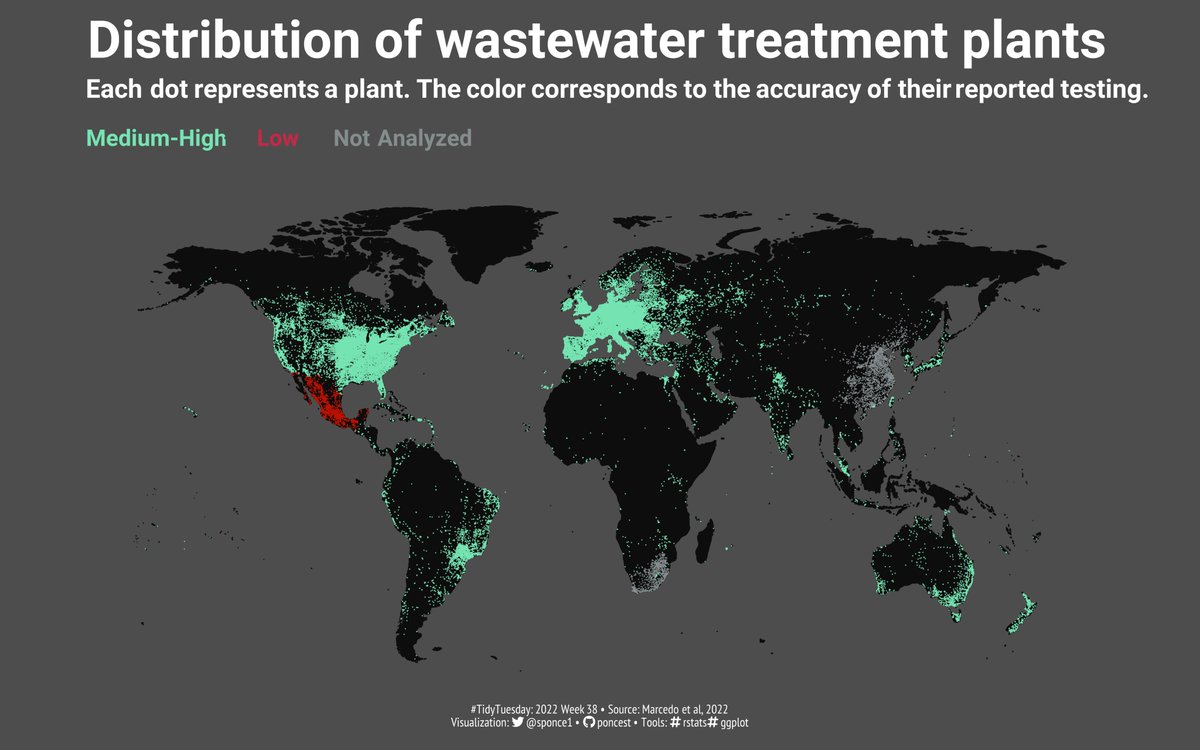 Distribution of wastewater treatment plants
Each dot represents a plant. The color corresponds to the accuracy of their reported testing.
Medium-High Low Not Analyzed
#TidyTuesday: 2022 Week 38 • Source: Marcedo et al, 2022
Visualization: @sponce1 • poncest • Tools: #rstats# ggplot